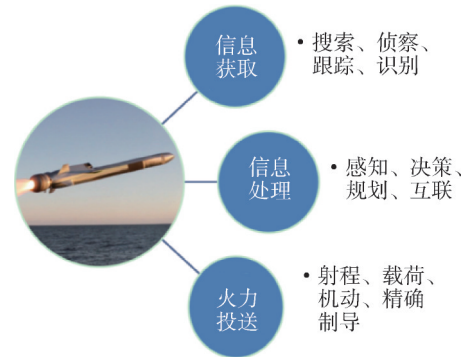 信息
获取
• 搜索、侦察、
跟踪、识别
信息
处理
• 感知、决策、
规划、互联
火力
投送
• 射程、载荷、
机动、精确
制导